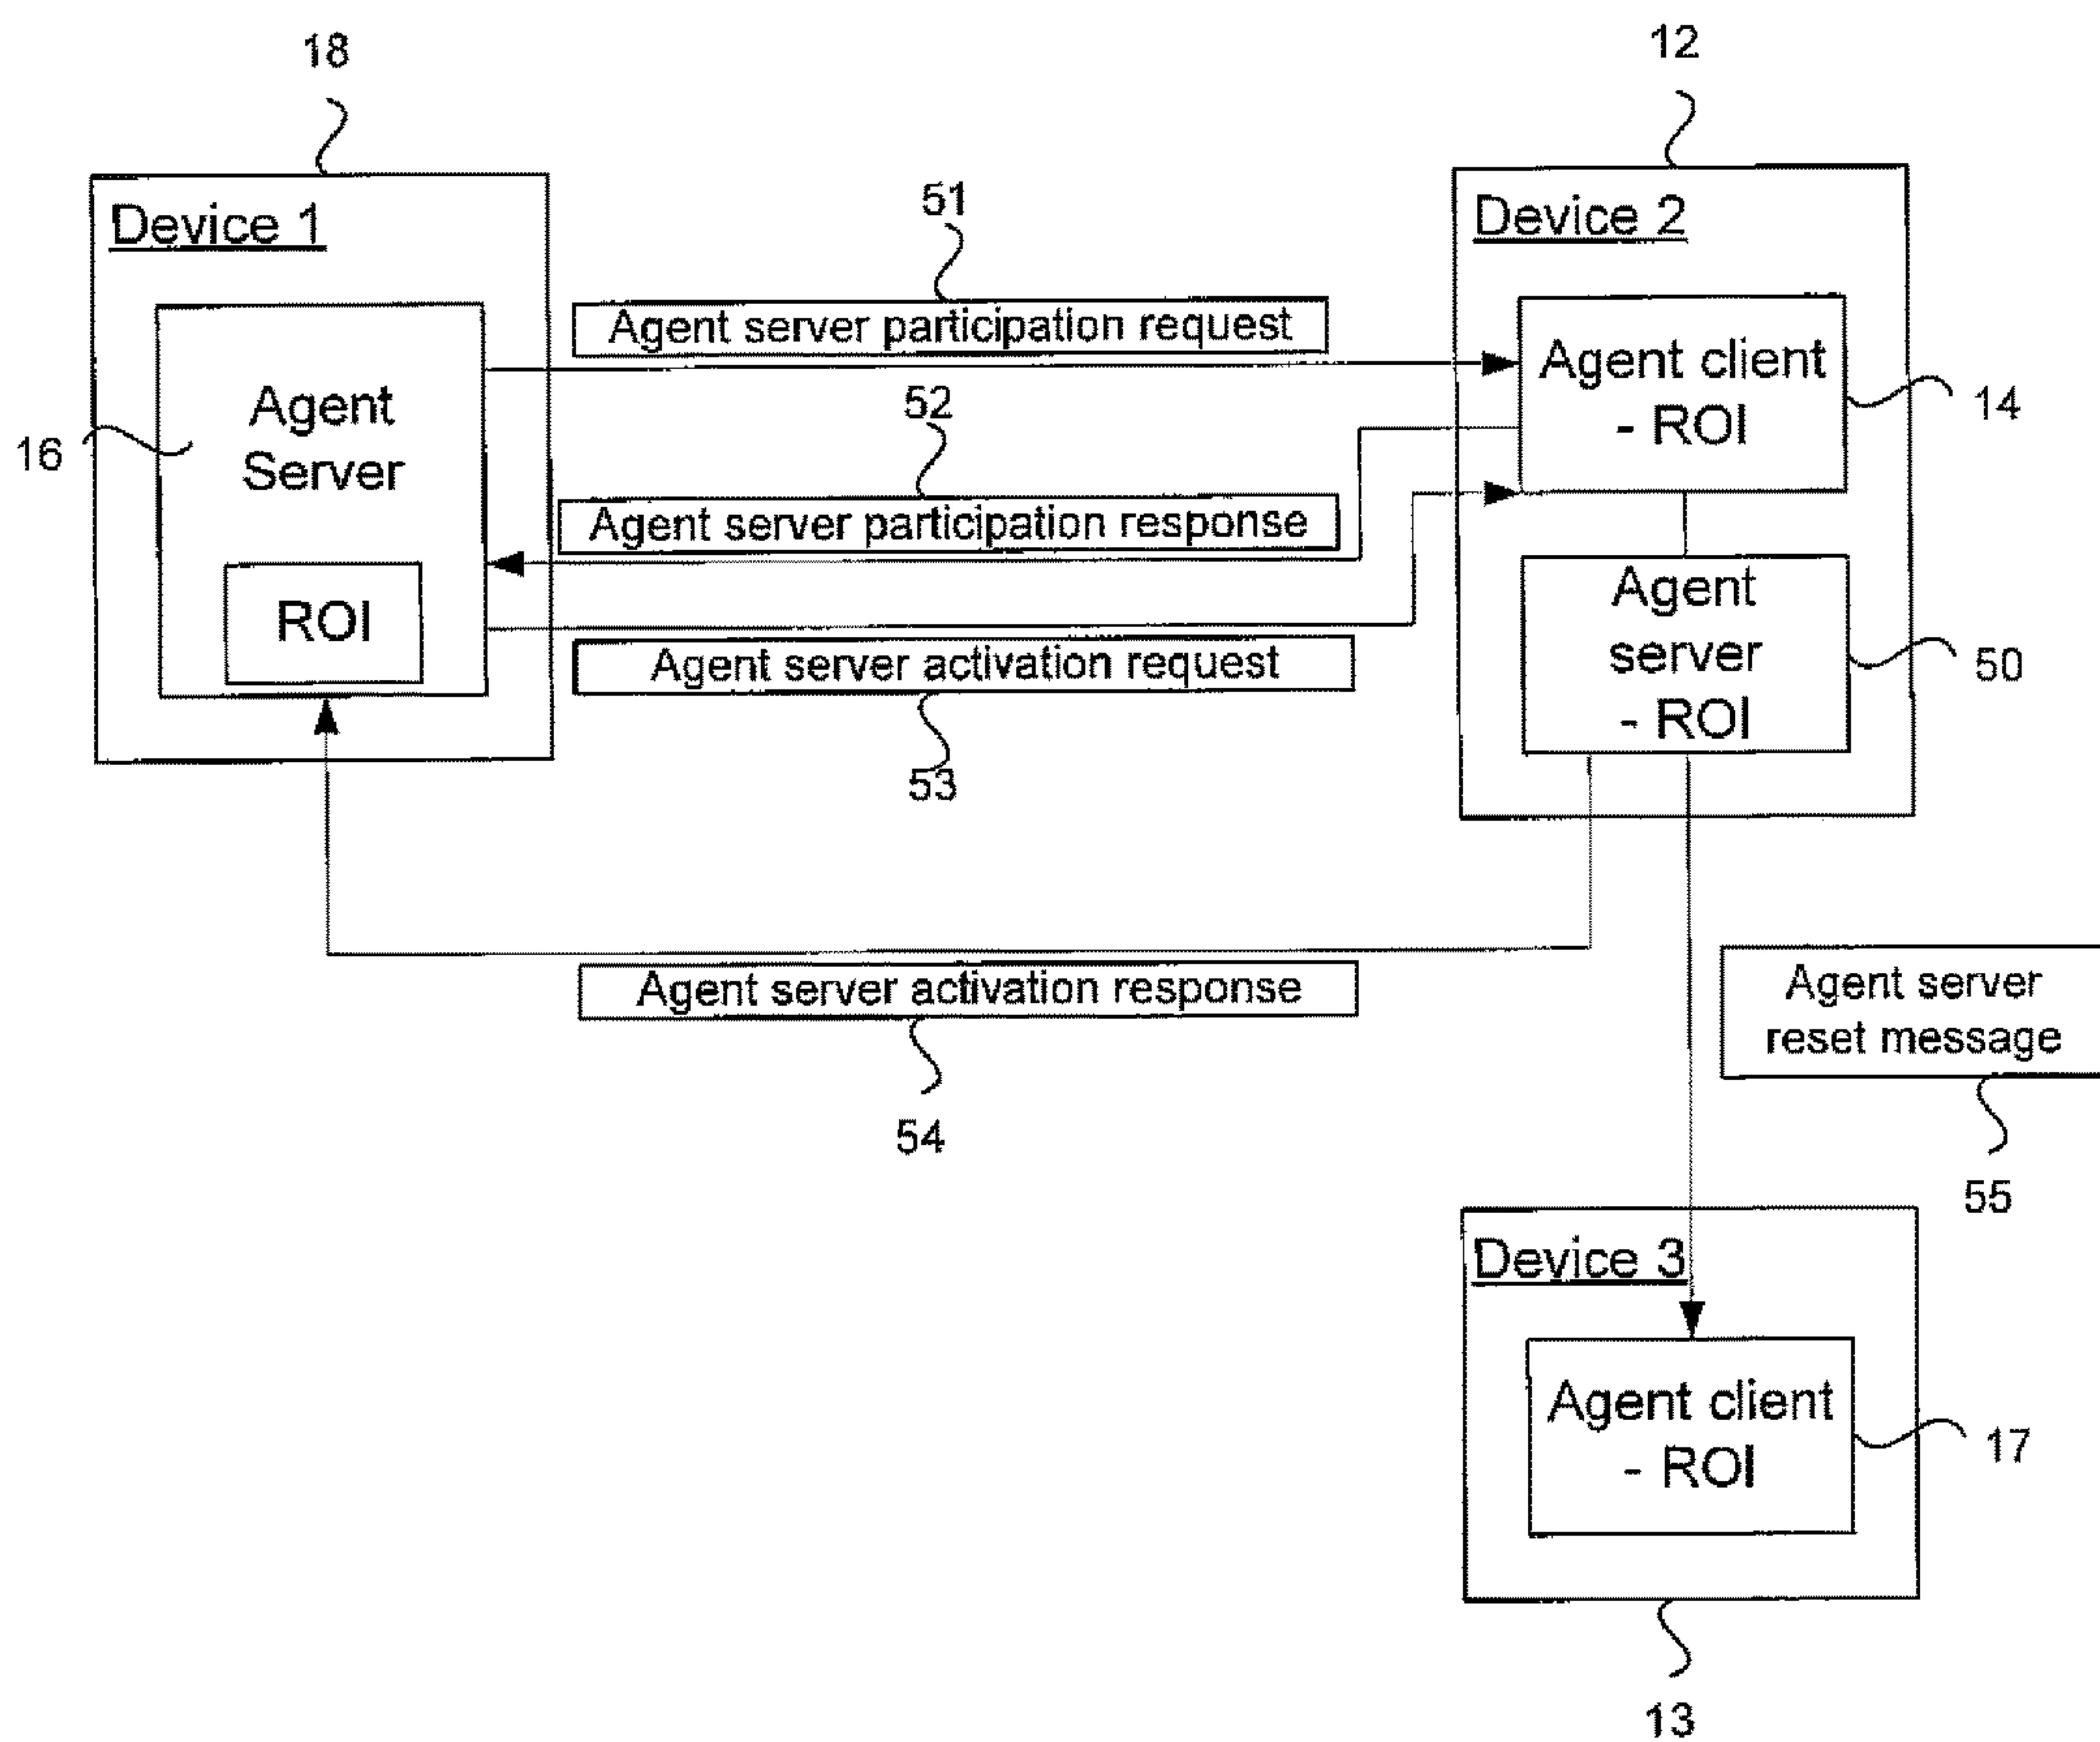 18
12
Device 1
51
Device 2
Agent server participation request
Agent client
- ROI
14
52
16
Agent
Server
Agent server participation response
ROI
Agent
server
- ROI
50
Agent server activation request
53
Agent server activation response
54
Agent server
reset message
55
Device 3
Agent client
- ROI
17
13